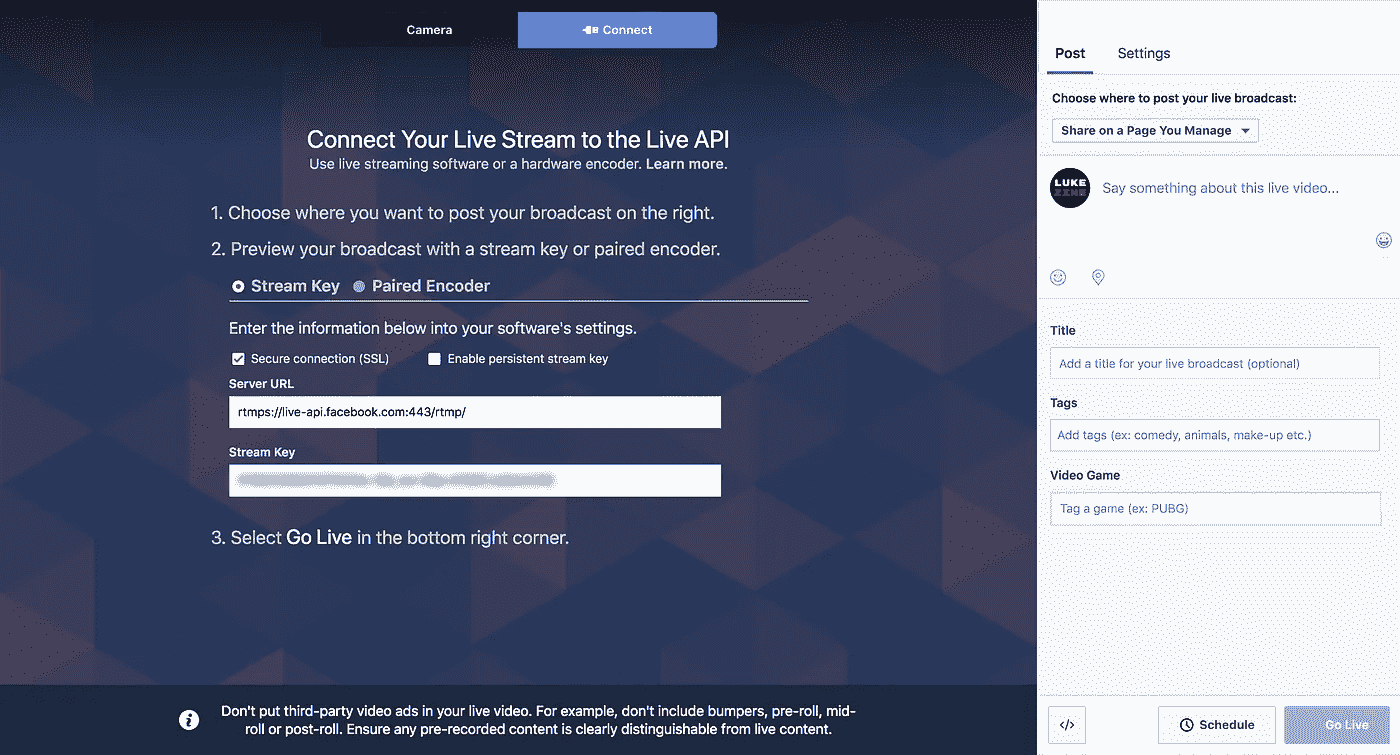 Camera
Connect
Connect Your Live Stream to the Live API
Use live streaming software or a hardware encoder. Learn more.
1. Choose where you want to post your broadcast on the right.
2. Preview your broadcast with a stream key or paired encoder.
Stream Key Paired Encoder
Enter the information below into your software's settings.
Secure connection (SSL) Enable persistent stream key
Server URL
rtmps://live-api.facebook.com:443/rtmp/
Stream Key
3. Select Go Live in the bottom right corner.
Don't put third-party video ads in your live video. For example, don't include bumpers, pre-roll, mid-
roll or post-roll. Ensure any pre-recorded content is clearly distinguishable from live content.
Post Settings
Choose where to post your live broadcast:
Share on a Page You Manage
LUKE
Say something about this live video...
Title
Add a title for your live broadcast (optional)
Tags
Add tags (ex: comedy, animals, make-up etc.)
Video Game
Tag a game (ex: PUBG)
</> Schedule Go Live